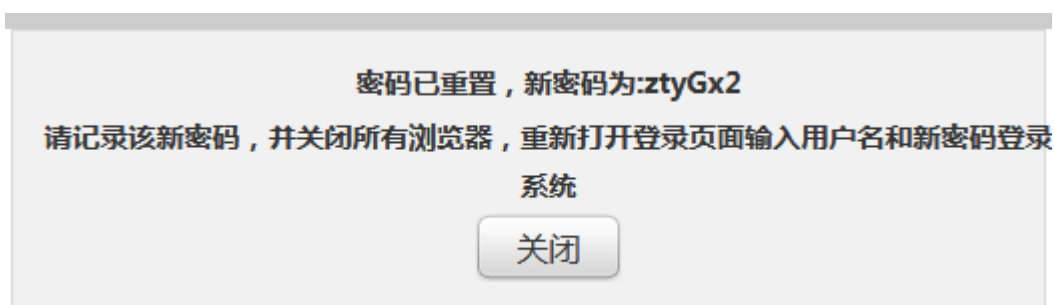 密码已重置，新密码为:ztyGx2
请记录该新密码，并关闭所有浏览器，重新打开登录页面输入用户名和新密码登录
系统
关闭